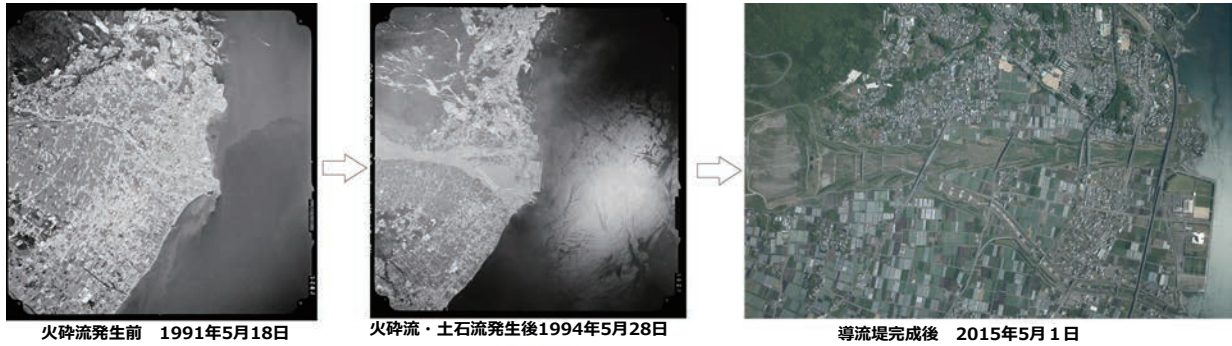 火砕流発生前　1991年5月18日
火砕流・土石流発生後1994年5月28日
導流堤完成後　2015年5月１日